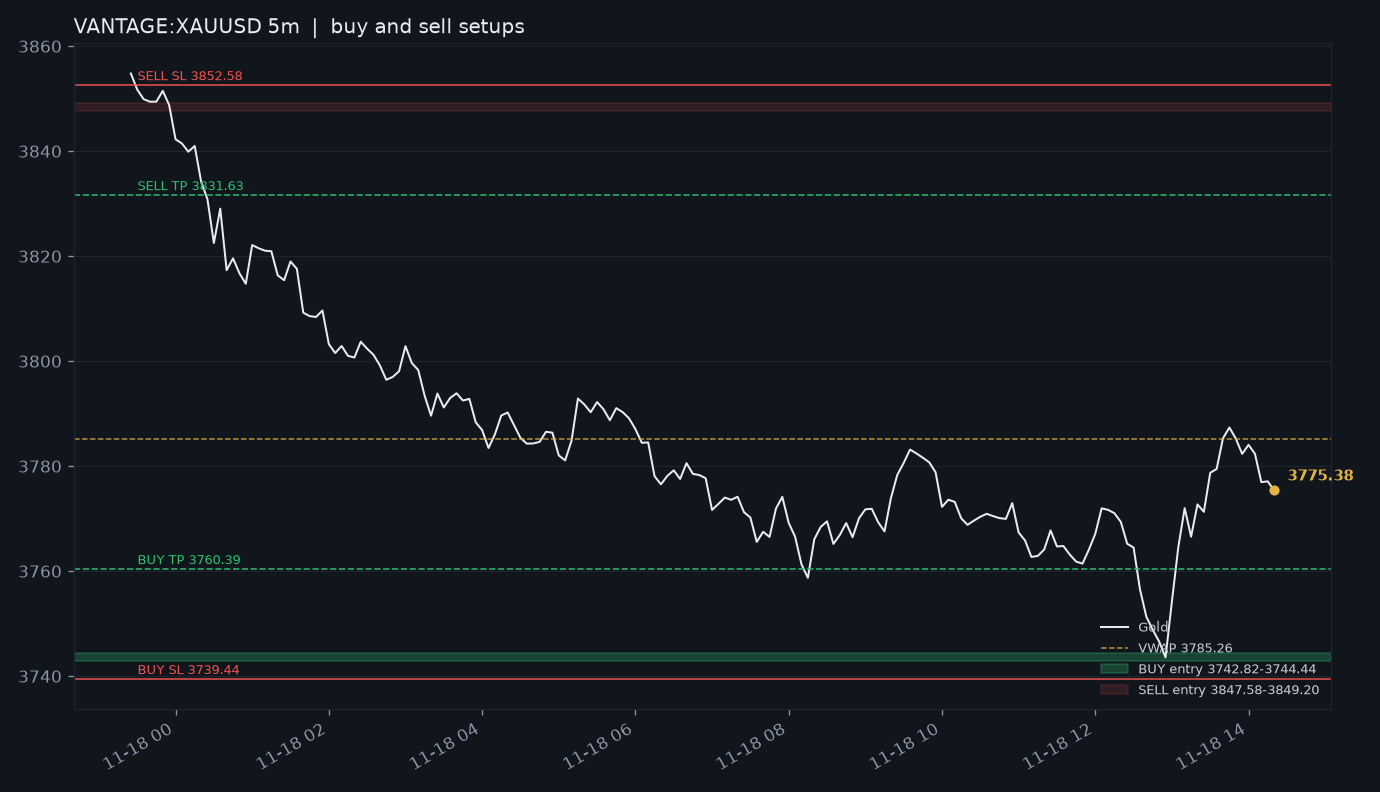 VANTAGE:XAUUSD 5m | buy and sell setups
3860
SELL SL 3852.58
3840
SELL TP 3831.63
3820
3800
3780
3775.38
3760
BUY TP 3760.39
3740
BUY SL 3739.44
Gold
VWAP 3785.26
BUY entry 3742.82-3744.44
SELL entry 3847.58-3849.20
11-18 00
11-18 02
11-18 04
11-18 06
11-18 08
11-18 10
11-18 12
11-18 14